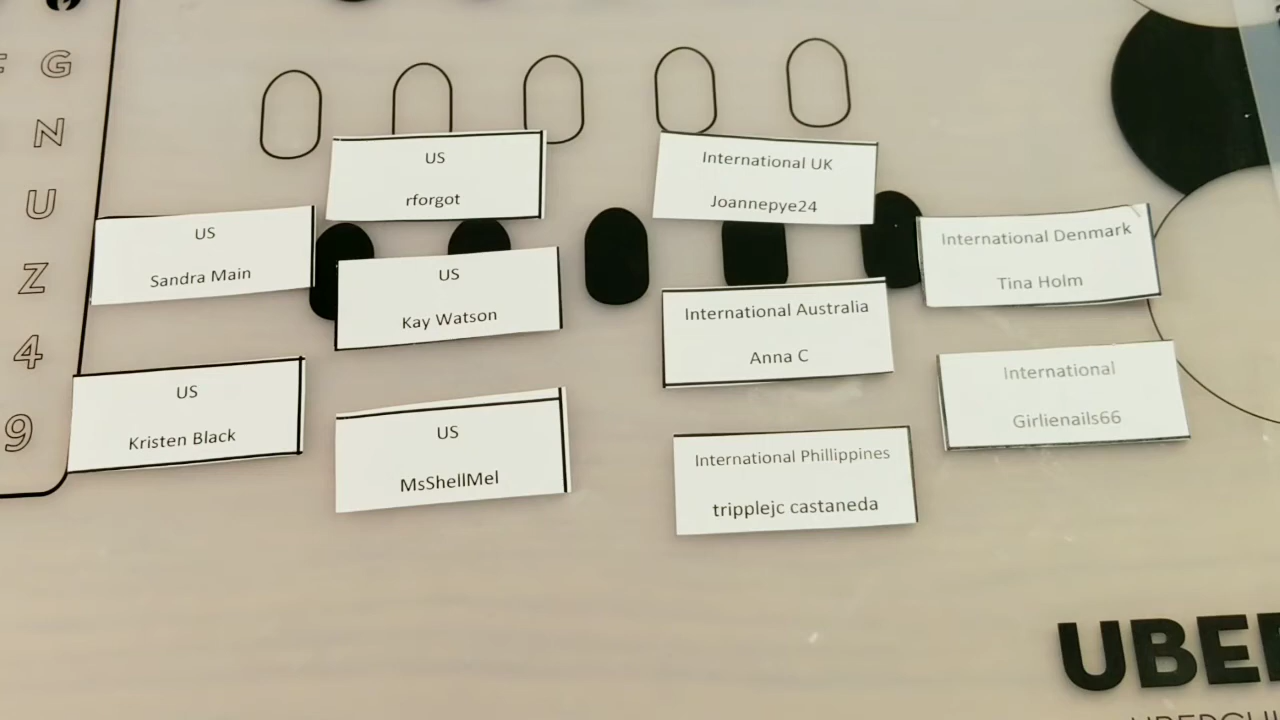 G
N
U
Z
4
9
US
rforgot
International UK
Joannepye24
US
Sandra Main
US
Kay Watson
International Australia
Anna C
International Denmark
Tina Holm
US
Kristen Black
US
MsShellMel
International Phillippines
tripplejc castaneda
International
Girlienails66
UBE